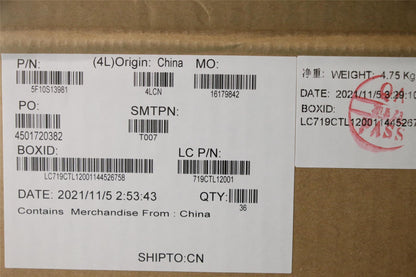 P/N: (4L)Origin: China MO:
5F10S13981 4LCN 16179842
PO: SMTPN:
4501720382 T007
BOXID: LC P/N:
LC719CTL12001144526758 719CTL12001
DATE: 2021/11/5 2:53:43 QTY:
36
Contains Merchandise From : China
SHIPTO:CN
净重: WEIGHT: 4.75 Kg
DATE: 2021/11/5
BOXID:
LC719CTL1200114452676
PASS